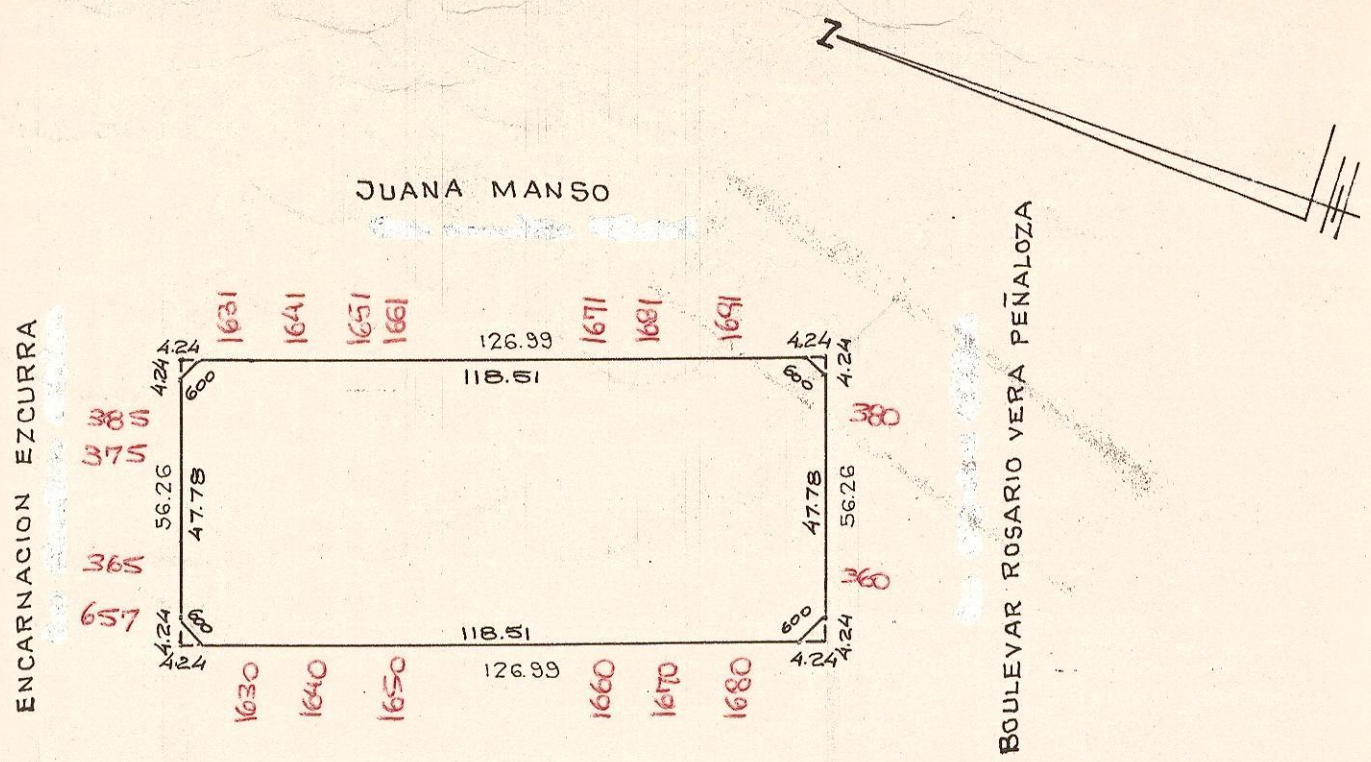 N
JUANA MANSO
ENCARNACION EZCURRA
BOULEVAR ROSARIO VERA PEÑALOZA
1631 1641 1651 1661 1671 1681 1691
4.24 126.99 4.24
4.24 600 118.51 600 4.24
385 380
375
56.26 47.78 47.78 56.26
365 360
657
4.24 600 118.51 600 4.24
4.24 126.99 4.24
1630 1640 1650 1660 1670 1680